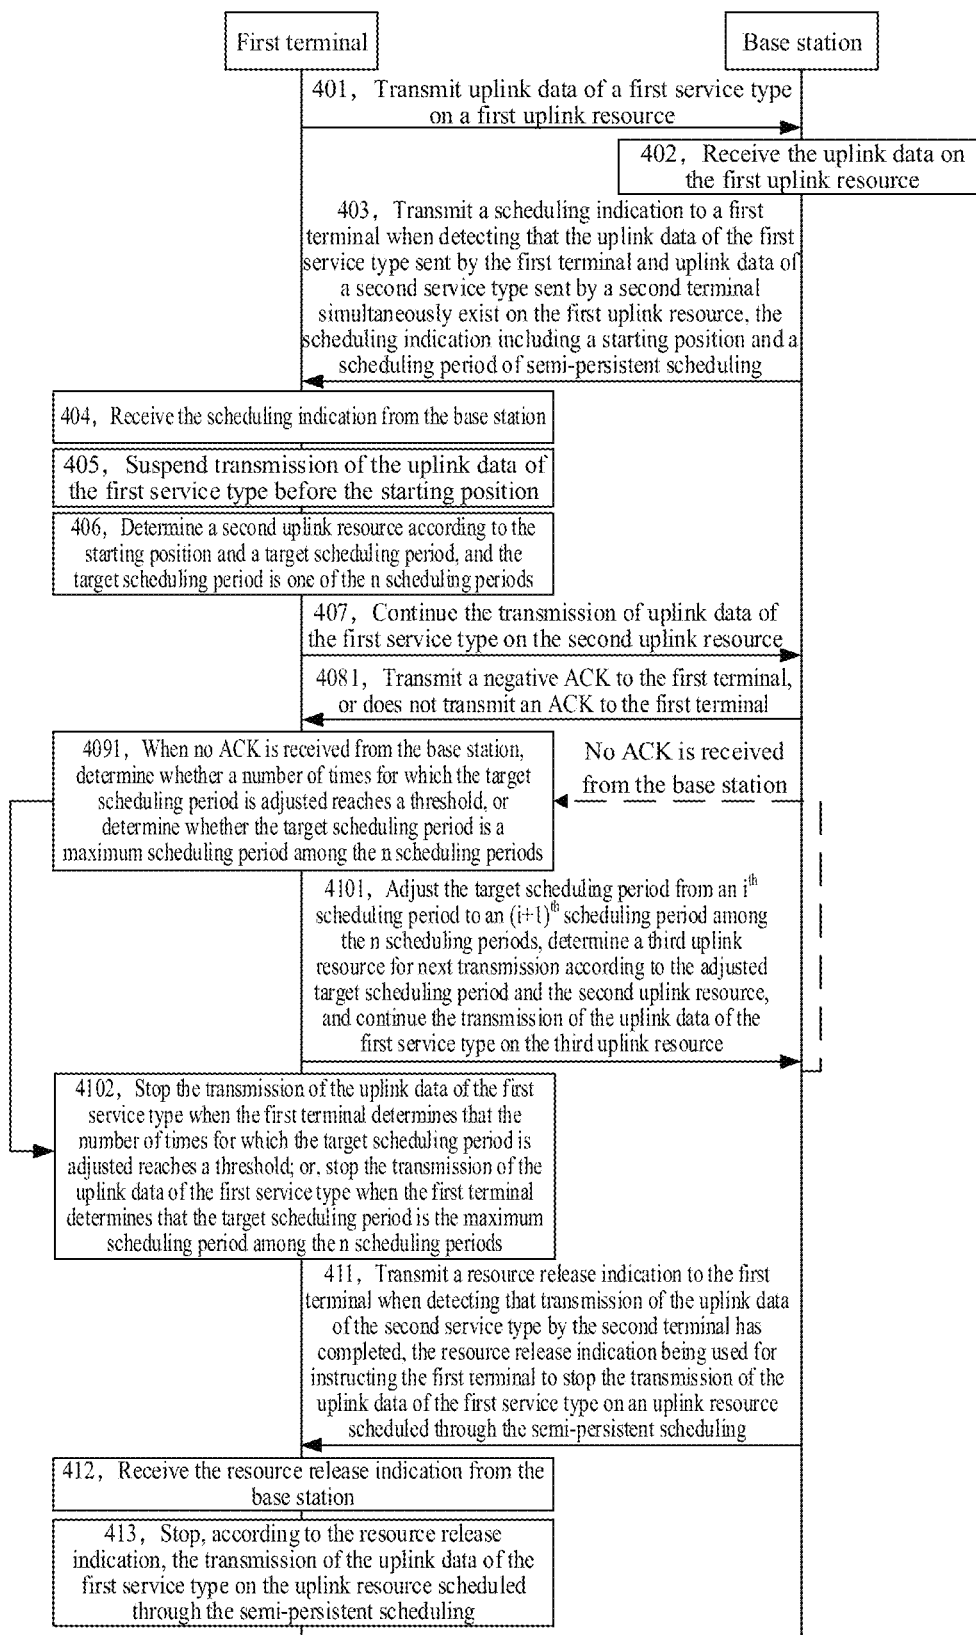 First terminal
Base station
401, Transmit uplink data of a first service type
on a first uplink resource
402, Receive the uplink data on
the first uplink resource
403, Transmit a scheduling indication to a first
terminal when detecting that the uplink data of the first
service type sent by the first terminal and uplink data of
a second service type sent by a second terminal
simultaneously exist on the first uplink resource, the
scheduling indication including a starting position and a
scheduling period of semi-persistent scheduling
404, Receive the scheduling indication from the base station
405, Suspend transmission of the uplink data of
the first service type before the starting position
406, Determine a second uplink resource according to the
starting position and a target scheduling period, and the
target scheduling period is one of the n scheduling periods
407, Continue the transmission of uplink data of
the first service type on the second uplink resource
4081, Transmit a negative ACK to the first terminal,
or does not transmit an ACK to the first terminal
4091, When no ACK is received from the base station,
determine whether a number of times for which the target
scheduling period is adjusted reaches a threshold, or
determine whether the target scheduling period is a
maximum scheduling period among the n scheduling periods
No ACK is received
from the base station
4101, Adjust the target scheduling period from an i^th
scheduling period to an (i+1)^th scheduling period among
the n scheduling periods, determine a third uplink
resource for next transmission according to the adjusted
target scheduling period and the second uplink resource,
and continue the transmission of the uplink data of the
first service type on the third uplink resource
4102, Stop the transmission of the uplink data of the first
service type when the first terminal determines that the
number of times for which the target scheduling period is
adjusted reaches a threshold; or, stop the transmission of the
uplink data of the first service type when the first terminal
determines that the target scheduling period is the maximum
scheduling period among the n scheduling periods
411, Transmit a resource release indication to the first
terminal when detecting that transmission of the uplink data
of the second service type by the second terminal has
completed, the resource release indication being used for
instructing the first terminal to stop the transmission of the
uplink data of the first service type on an uplink resource
scheduled through the semi-persistent scheduling
412, Receive the resource release indication from the
base station
413, Stop, according to the resource release
indication, the transmission of the uplink data of the
first service type on the uplink resource scheduled
through the semi-persistent scheduling